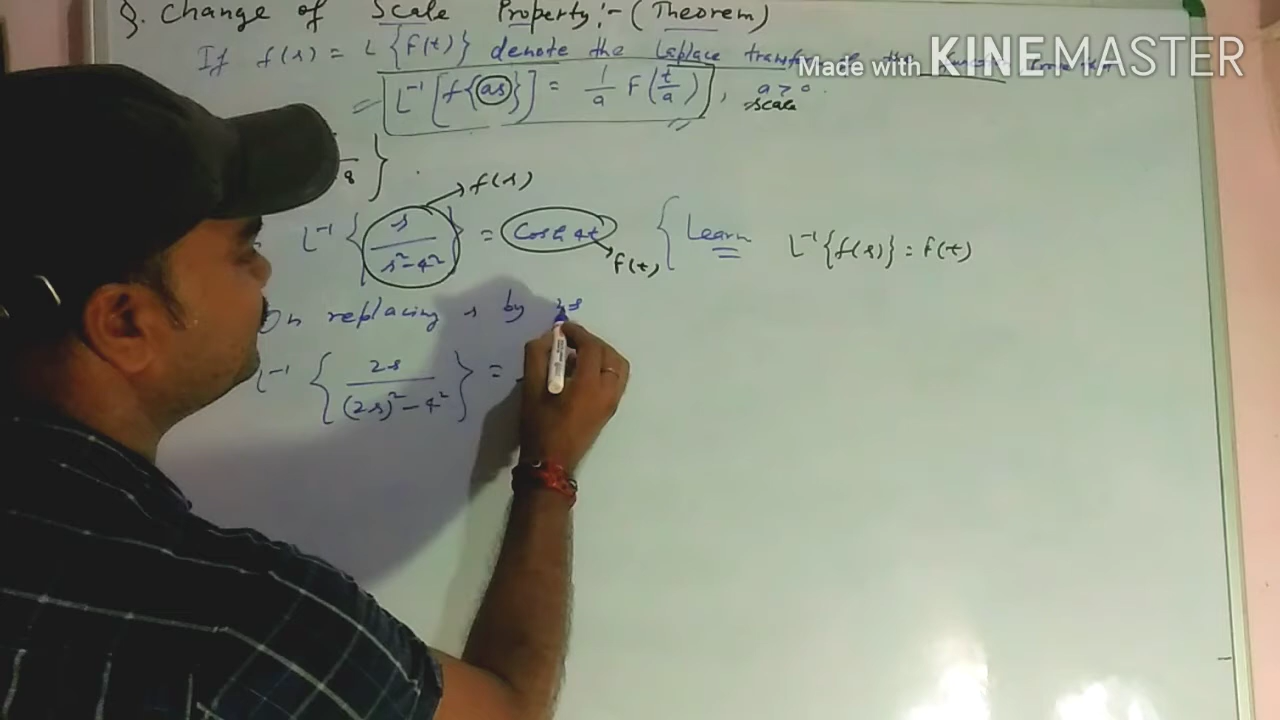 Q. Change of Scale Property:- (Theorem)
If f(s) = L{F(t)} denote the Laplace
Made with KINEMASTER
= L⁻¹[f{as}] = 1/a F(t/a), a > 0.
scale
8 } .
f(s)
L⁻¹ { s / s² - 4² } = Cosh 4t { Learn L⁻¹{f(s)} = F(t)
F(t)
On replacing s by 2s
L⁻¹ { 2s / (2s)² - 4² } =